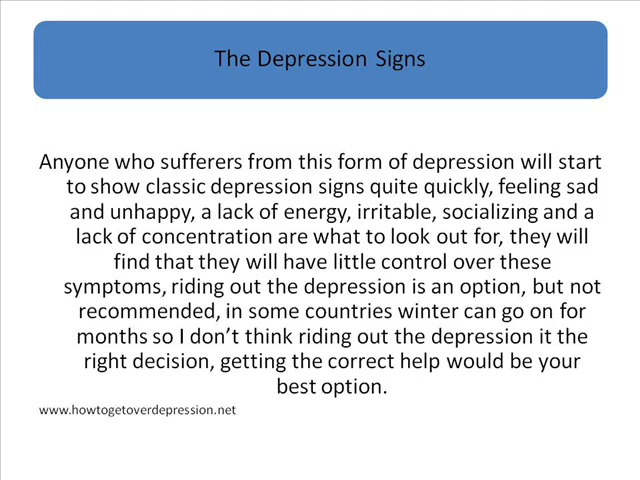 The Depression Signs
Anyone who sufferers from this form of depression will start
to show classic depression signs quite quickly, feeling sad
and unhappy, a lack of energy, irritable, socializing and a
lack of concentration are what to look out for, they will
find that they will have little control over these
symptoms, riding out the depression is an option, but not
recommended, in some countries winter can go on for
months so I don’t think riding out the depression it the
right decision, getting the correct help would be your
best option.
www.howtogetoverdepression.net